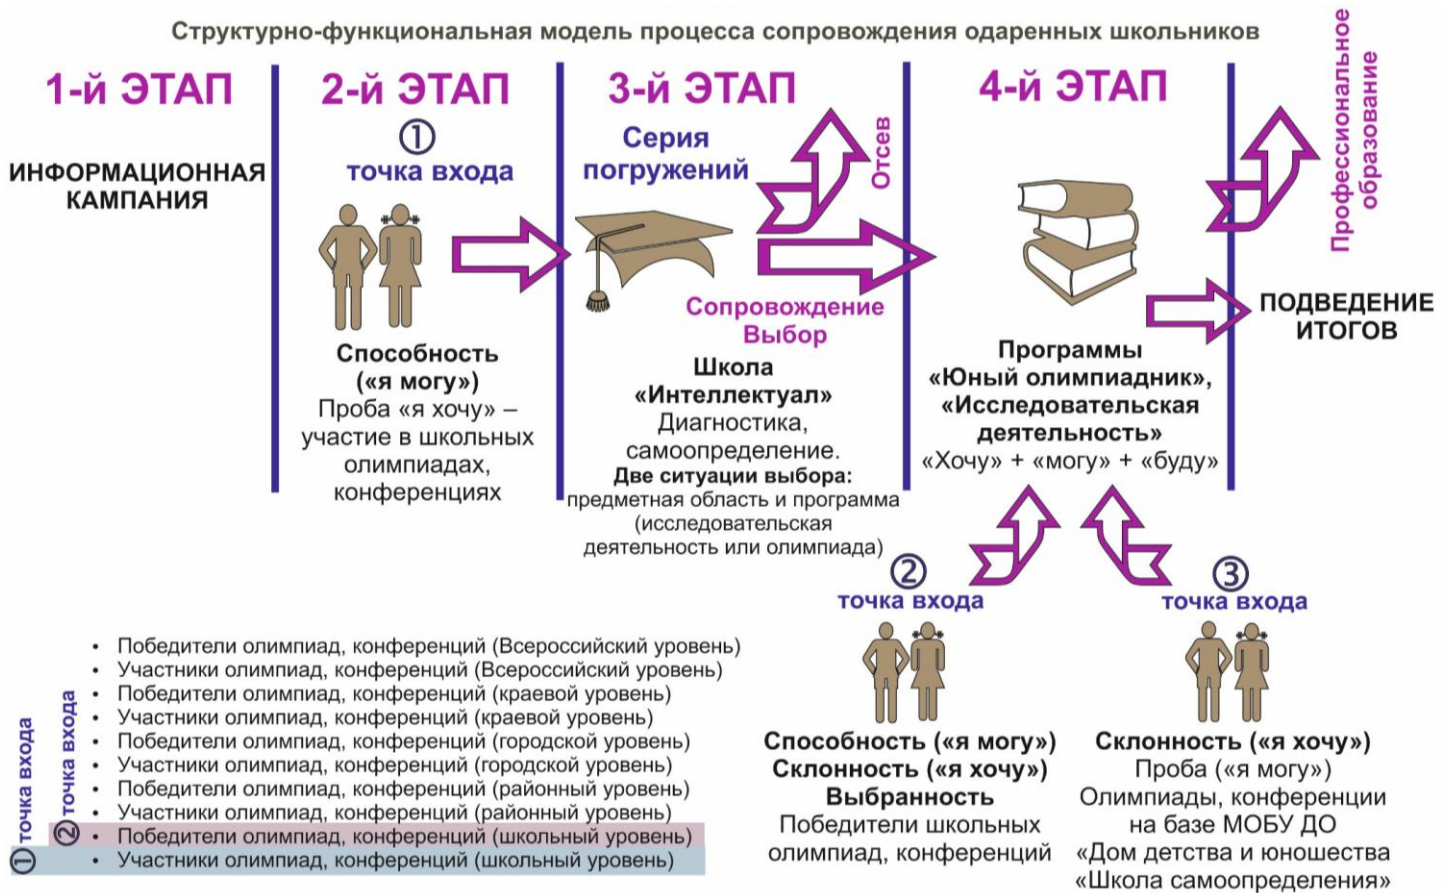 Структурно-функциональная модель процесса сопровождения одаренных школьников
1-й ЭТАП
ИНФОРМАЦИОННАЯ
КАМПАНИЯ
2-й ЭТАП
①
точка входа
Способность
(«я могу»)
Проба «я хочу» –
участие в школьных
олимпиадах,
конференциях
3-й ЭТАП
Серия
погружений
Отсев
Сопровождение
Выбор
Школа
«Интеллектуал»
Диагностика,
самоопределение.
Две ситуации выбора:
предметная область и программа
(исследовательская
деятельность или олимпиада)
4-й ЭТАП
Программы
«Юный олимпиадник»,
«Исследовательская
деятельность»
«Хочу» + «могу» + «буду»
Профессиональное
образование
ПОДВЕДЕНИЕ
ИТОГОВ
②
точка входа
Способность («я могу»)
Склонность («я хочу»)
Выбранность
Победители школьных
олимпиад, конференций
③
точка входа
Склонность («я хочу»)
Проба («я могу»)
Олимпиады, конференции
на базе МОБУ ДО
«Дом детства и юношества
«Школа самоопределения»
① точка входа
② точка входа
• Победители олимпиад, конференций (Всероссийский уровень)
• Участники олимпиад, конференций (Всероссийский уровень)
• Победители олимпиад, конференций (краевой уровень)
• Участники олимпиад, конференций (краевой уровень)
• Победители олимпиад, конференций (городской уровень)
• Участники олимпиад, конференций (городской уровень)
• Победители олимпиад, конференций (районный уровень)
• Участники олимпиад, конференций (районный уровень)
• Победители олимпиад, конференций (школьный уровень)
• Участники олимпиад, конференций (школьный уровень)